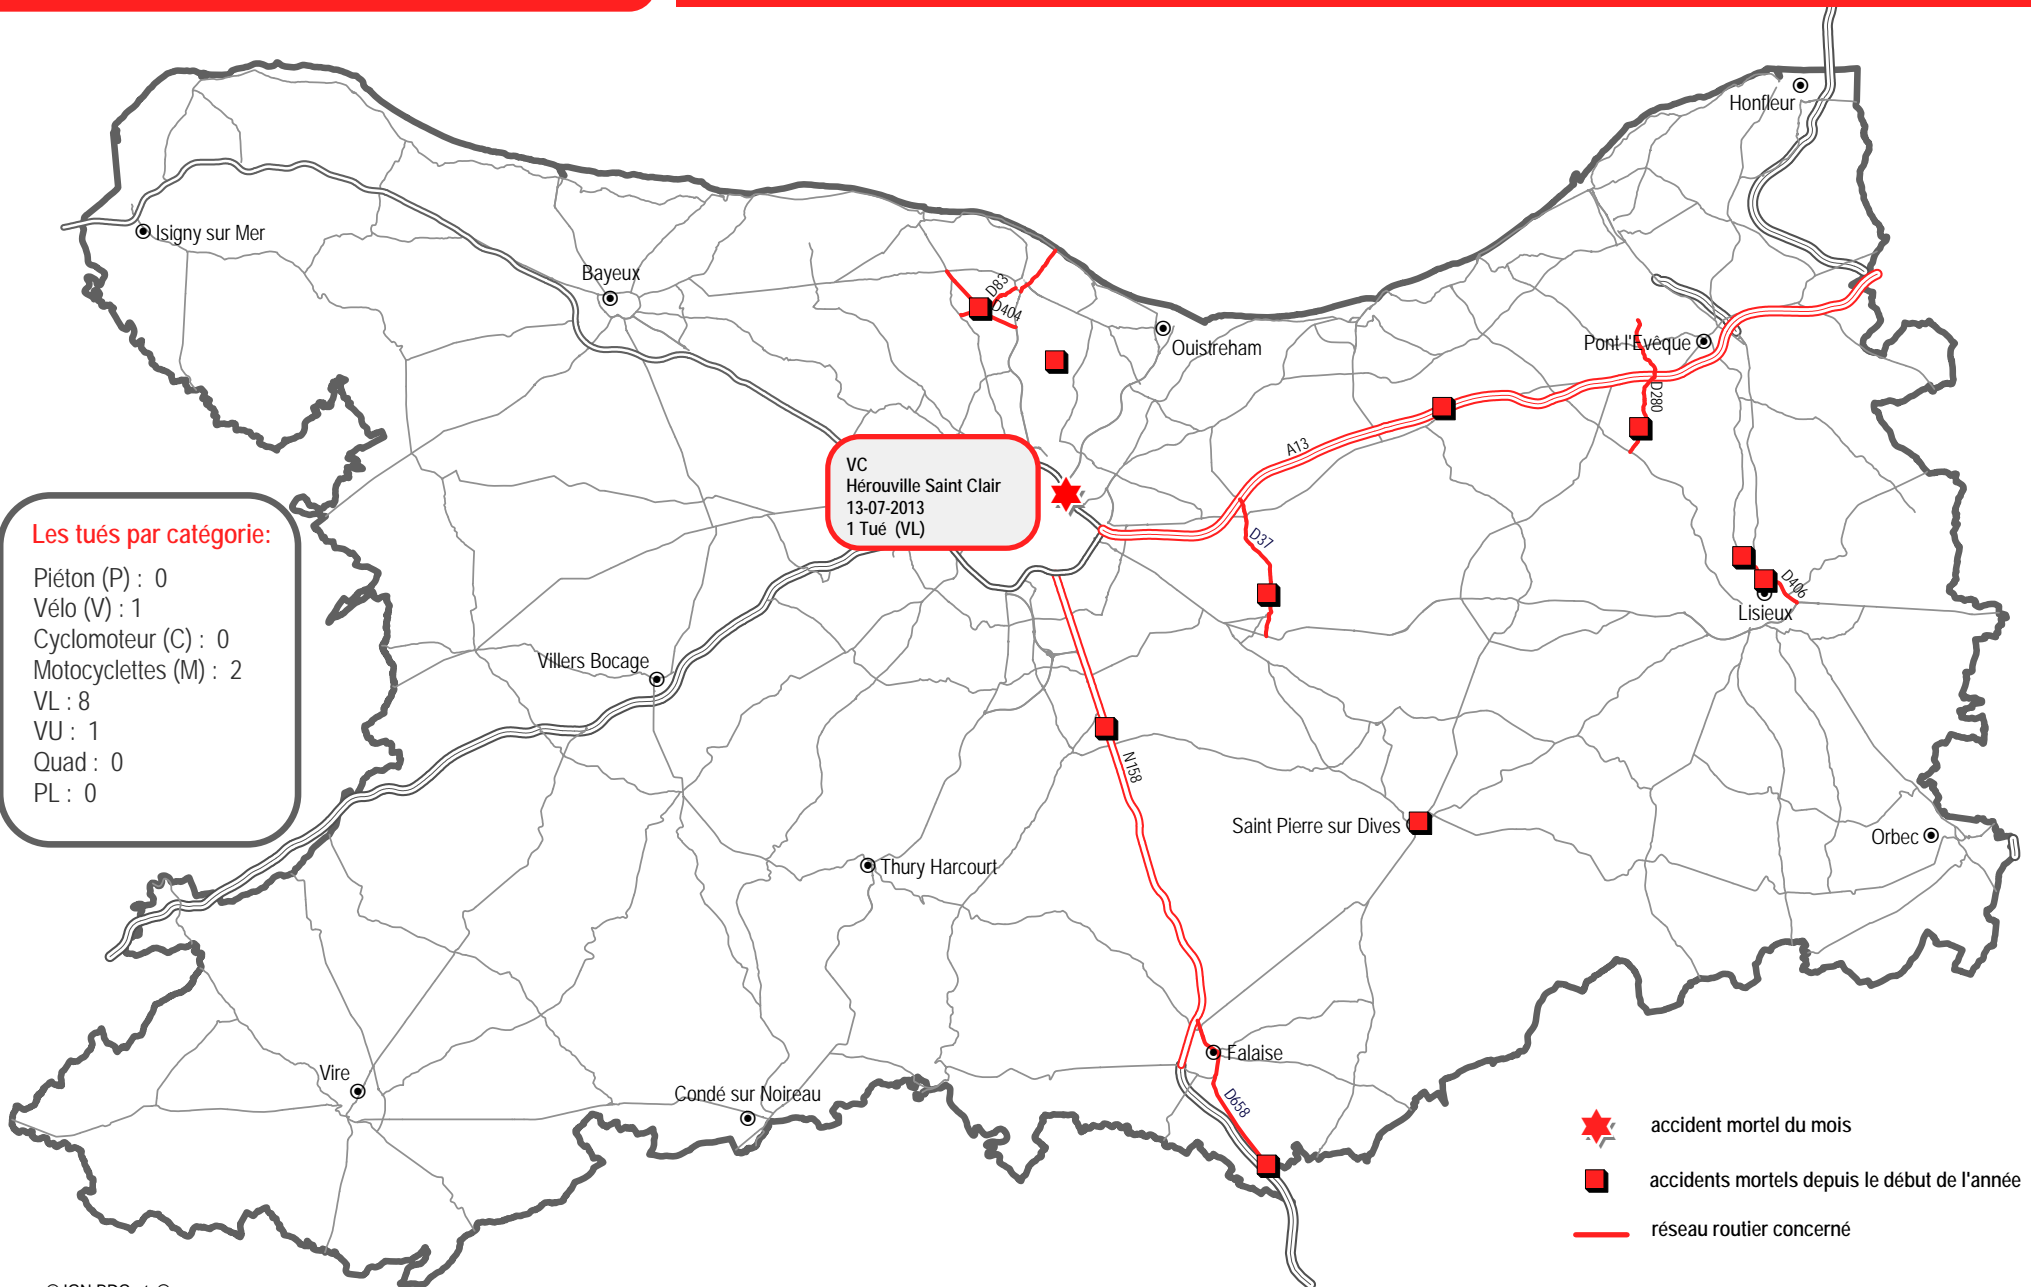 Honfleur
Isigny sur Mer
Bayeux
D83
D404
Ouistreham
Pont l'Evêque
D280
A13
VC
Hérouville Saint Clair
13-07-2013
1 Tué (VL)
Les tués par catégorie:
Piéton (P) : 0
Vélo (V) : 1
Cyclomoteur (C) : 0
Motocyclettes (M) : 2
VL : 8
VU : 1
Quad : 0
PL : 0
D37
D406
Lisieux
Villers Bocage
N158
Saint Pierre sur Dives
Orbec
Thury Harcourt
Falaise
Vire
Condé sur Noireau
D658
accident mortel du mois
accidents mortels depuis le début de l'année
réseau routier concerné